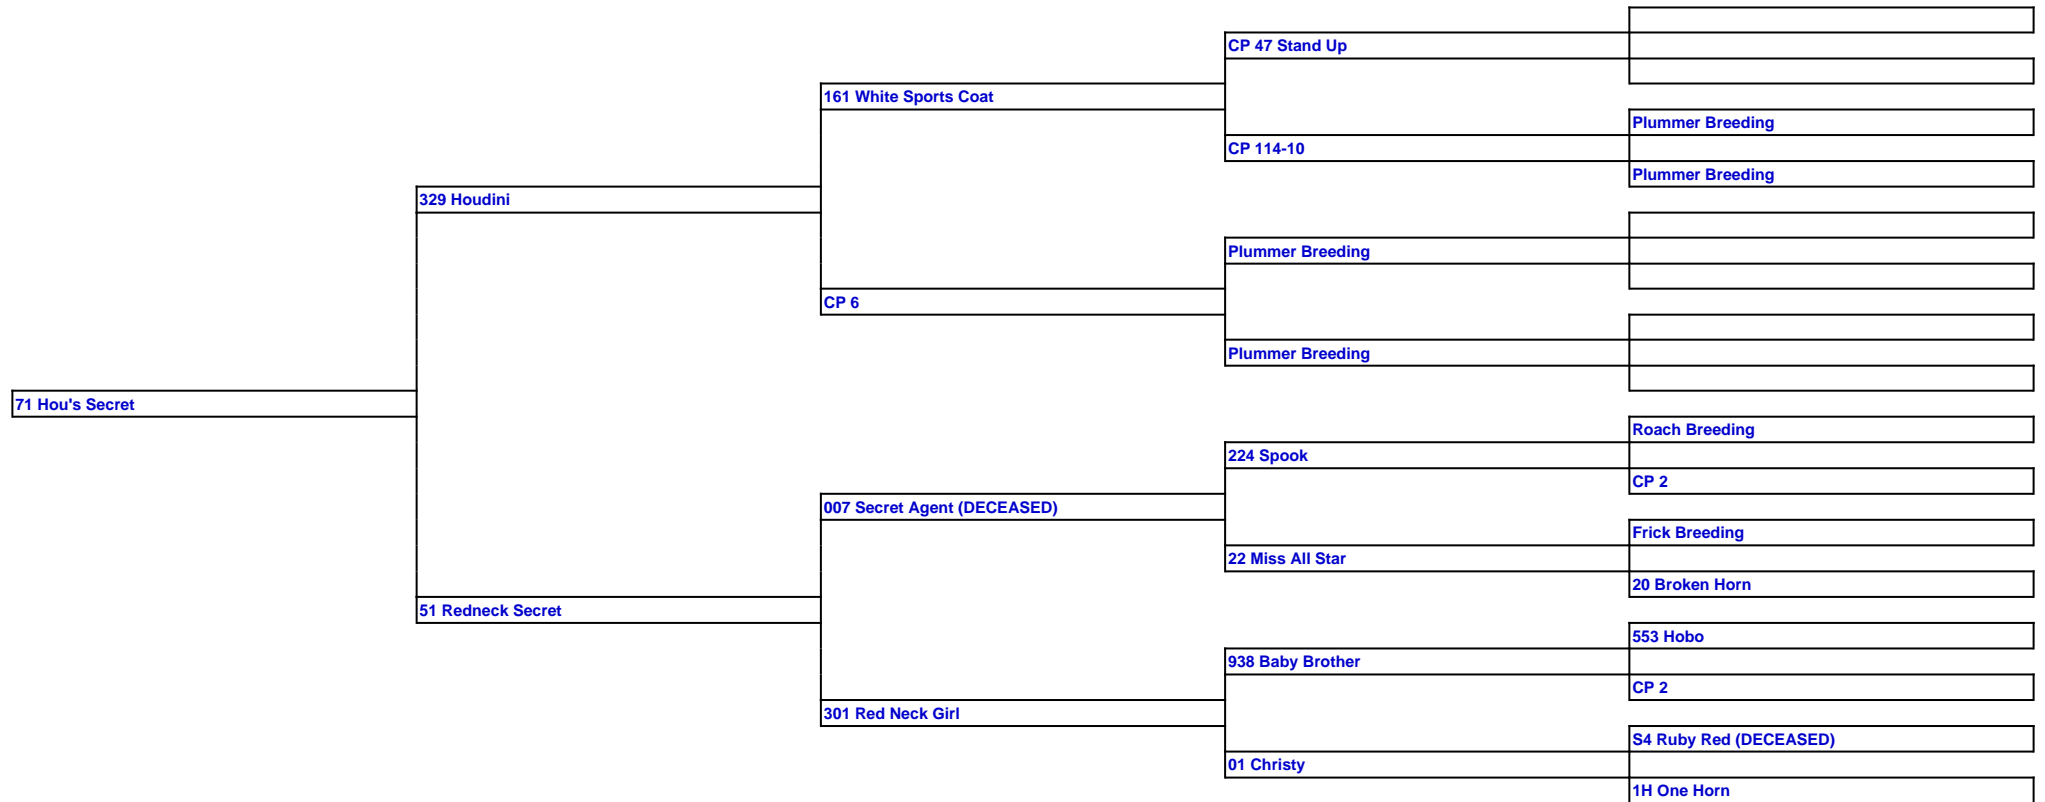 CP 47 Stand Up
161 White Sports Coat
Plummer Breeding
CP 114-10
Plummer Breeding
329 Houdini
Plummer Breeding
CP 6
Plummer Breeding
71 Hou's Secret
Roach Breeding
224 Spook
CP 2
007 Secret Agent (DECEASED)
Frick Breeding
22 Miss All Star
20 Broken Horn
51 Redneck Secret
553 Hobo
938 Baby Brother
CP 2
301 Red Neck Girl
S4 Ruby Red (DECEASED)
01 Christy
1H One Horn